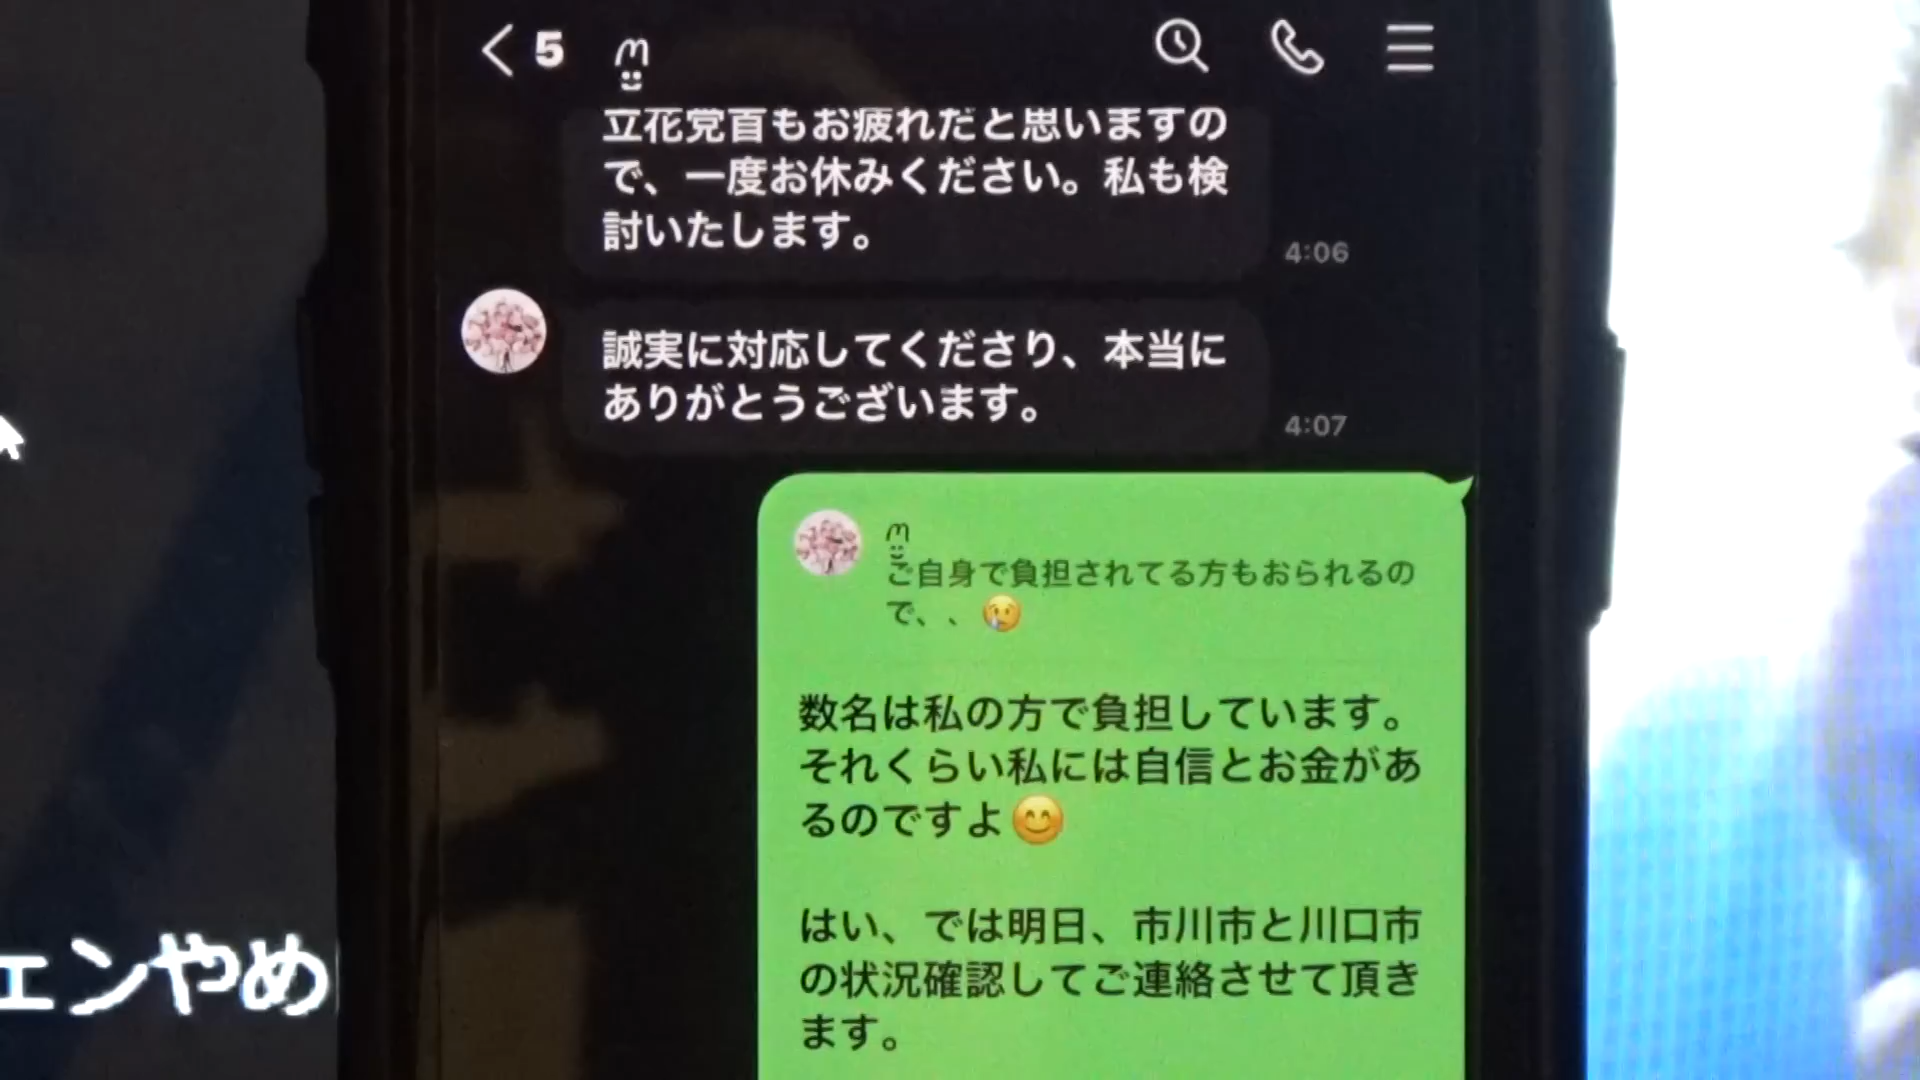 5
m
立花党首もお疲れだと思いますの
で、一度お休みください。私も検
討いたします。
4:06
誠実に対応してくださり、本当に
ありがとうございます。
4:07
m
ご自身で負担されてる方もおられるの
で、、😢
数名は私の方で負担しています。
それくらい私には自信とお金があ
るのですよ😊
はい、では明日、市川市と川口市
の状況確認してご連絡させて頂き
ます。
ェンやめ